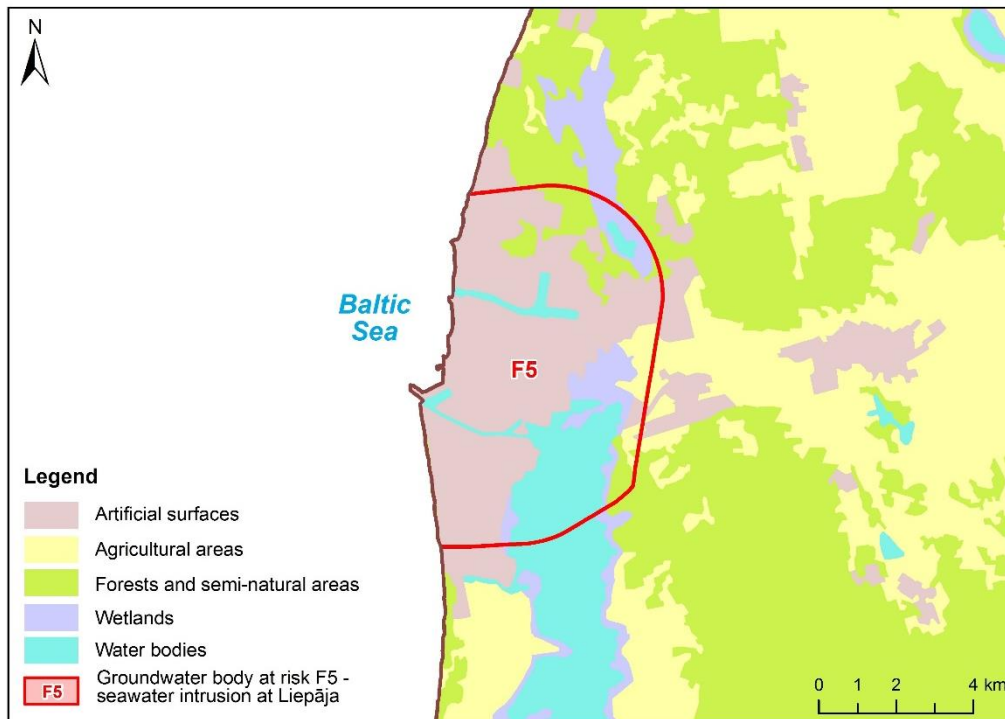 N
Baltic
Sea
F5
Legend
Artificial surfaces
Agricultural areas
Forests and semi-natural areas
Wetlands
Water bodies
F5
Groundwater body at risk F5 -
seawater intrusion at Liepāja
0 1 2 4 km